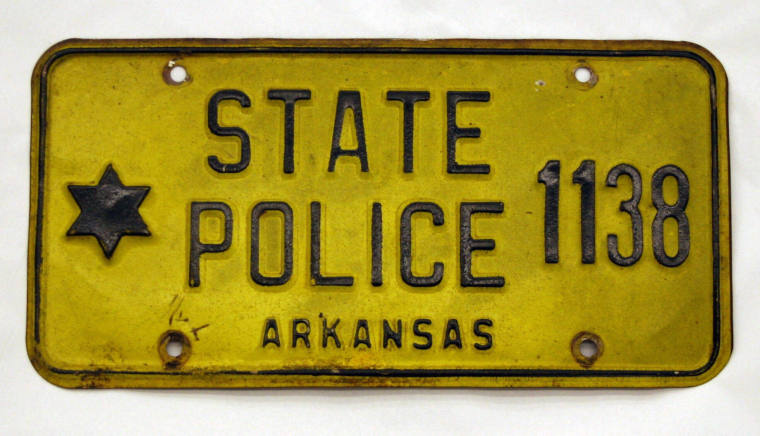 STATE
POLICE
1138
ARKANSAS